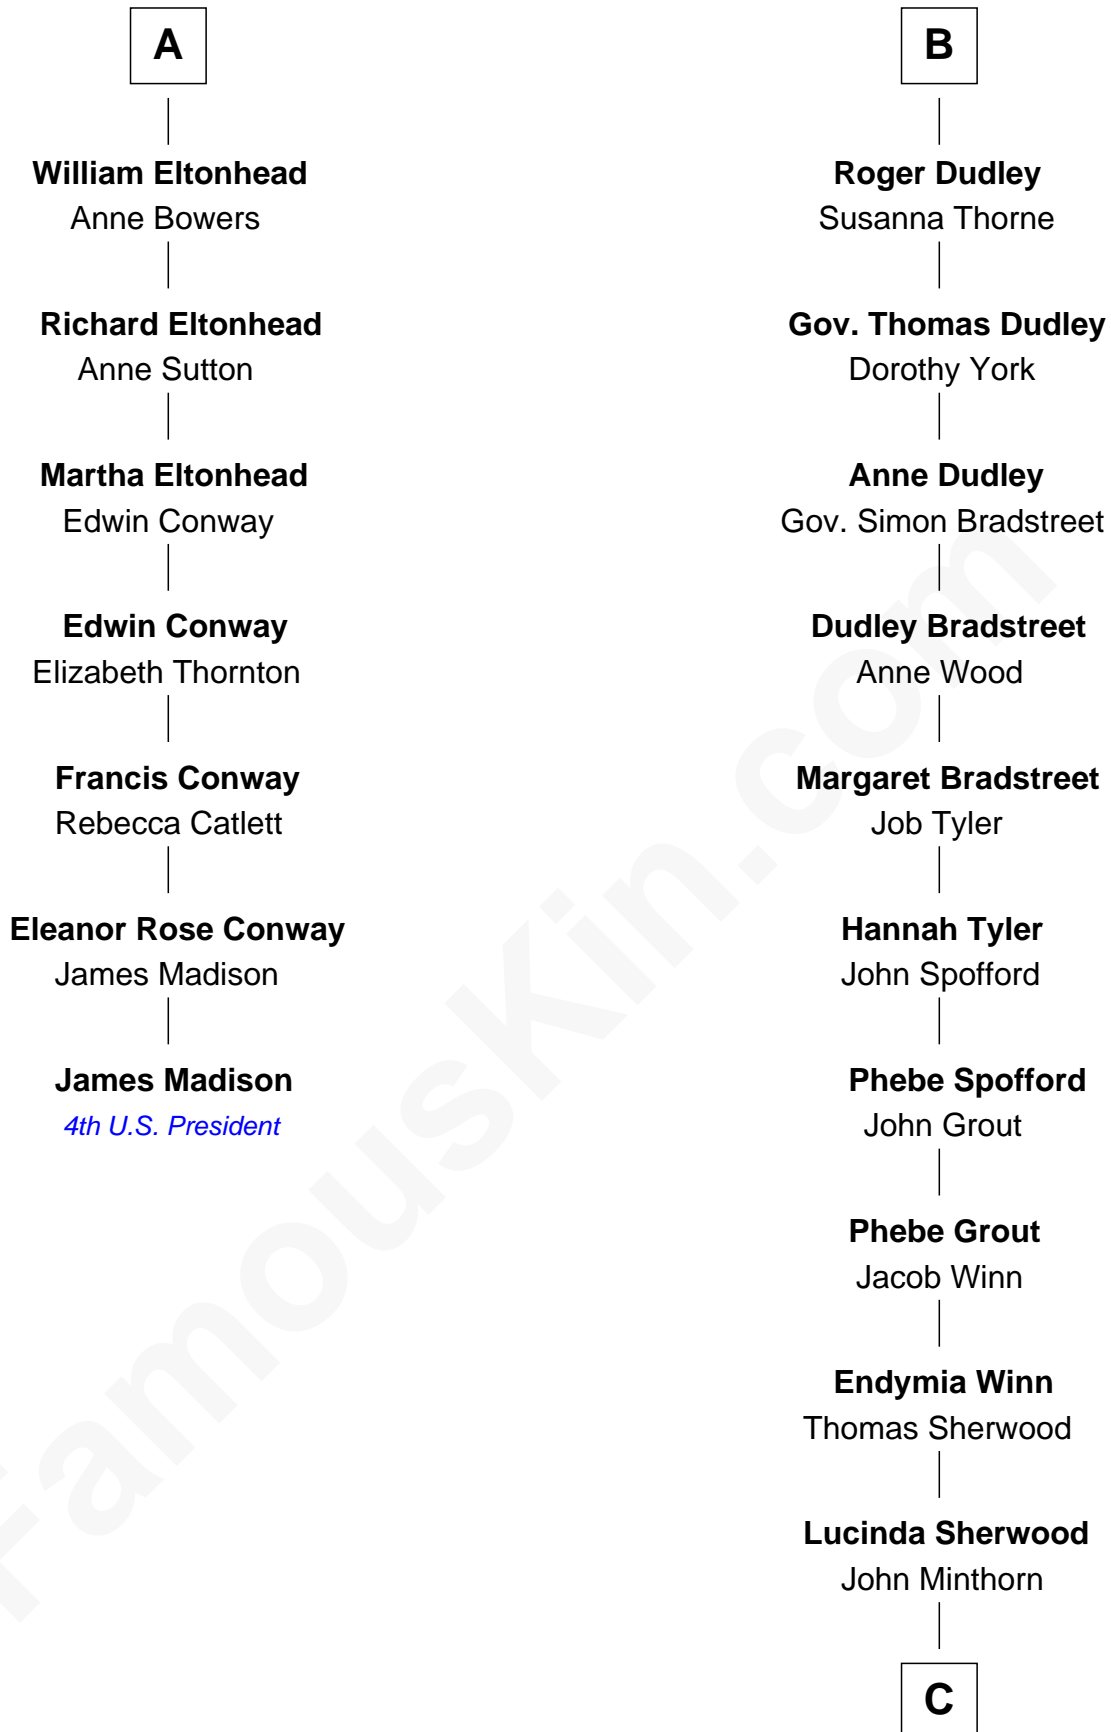 A
William Eltonhead
Anne Bowers
Richard Eltonhead
Anne Sutton
Martha Eltonhead
Edwin Conway
Edwin Conway
Elizabeth Thornton
Francis Conway
Rebecca Catlett
Eleanor Rose Conway
James Madison
James Madison
4th U.S. President
B
Roger Dudley
Susanna Thorne
Gov. Thomas Dudley
Dorothy York
Anne Dudley
Gov. Simon Bradstreet
Dudley Bradstreet
Anne Wood
Margaret Bradstreet
Job Tyler
Hannah Tyler
John Spofford
Phebe Spofford
John Grout
Phebe Grout
Jacob Winn
Endymia Winn
Thomas Sherwood
Lucinda Sherwood
John Minthorn
C
FamousKin.com